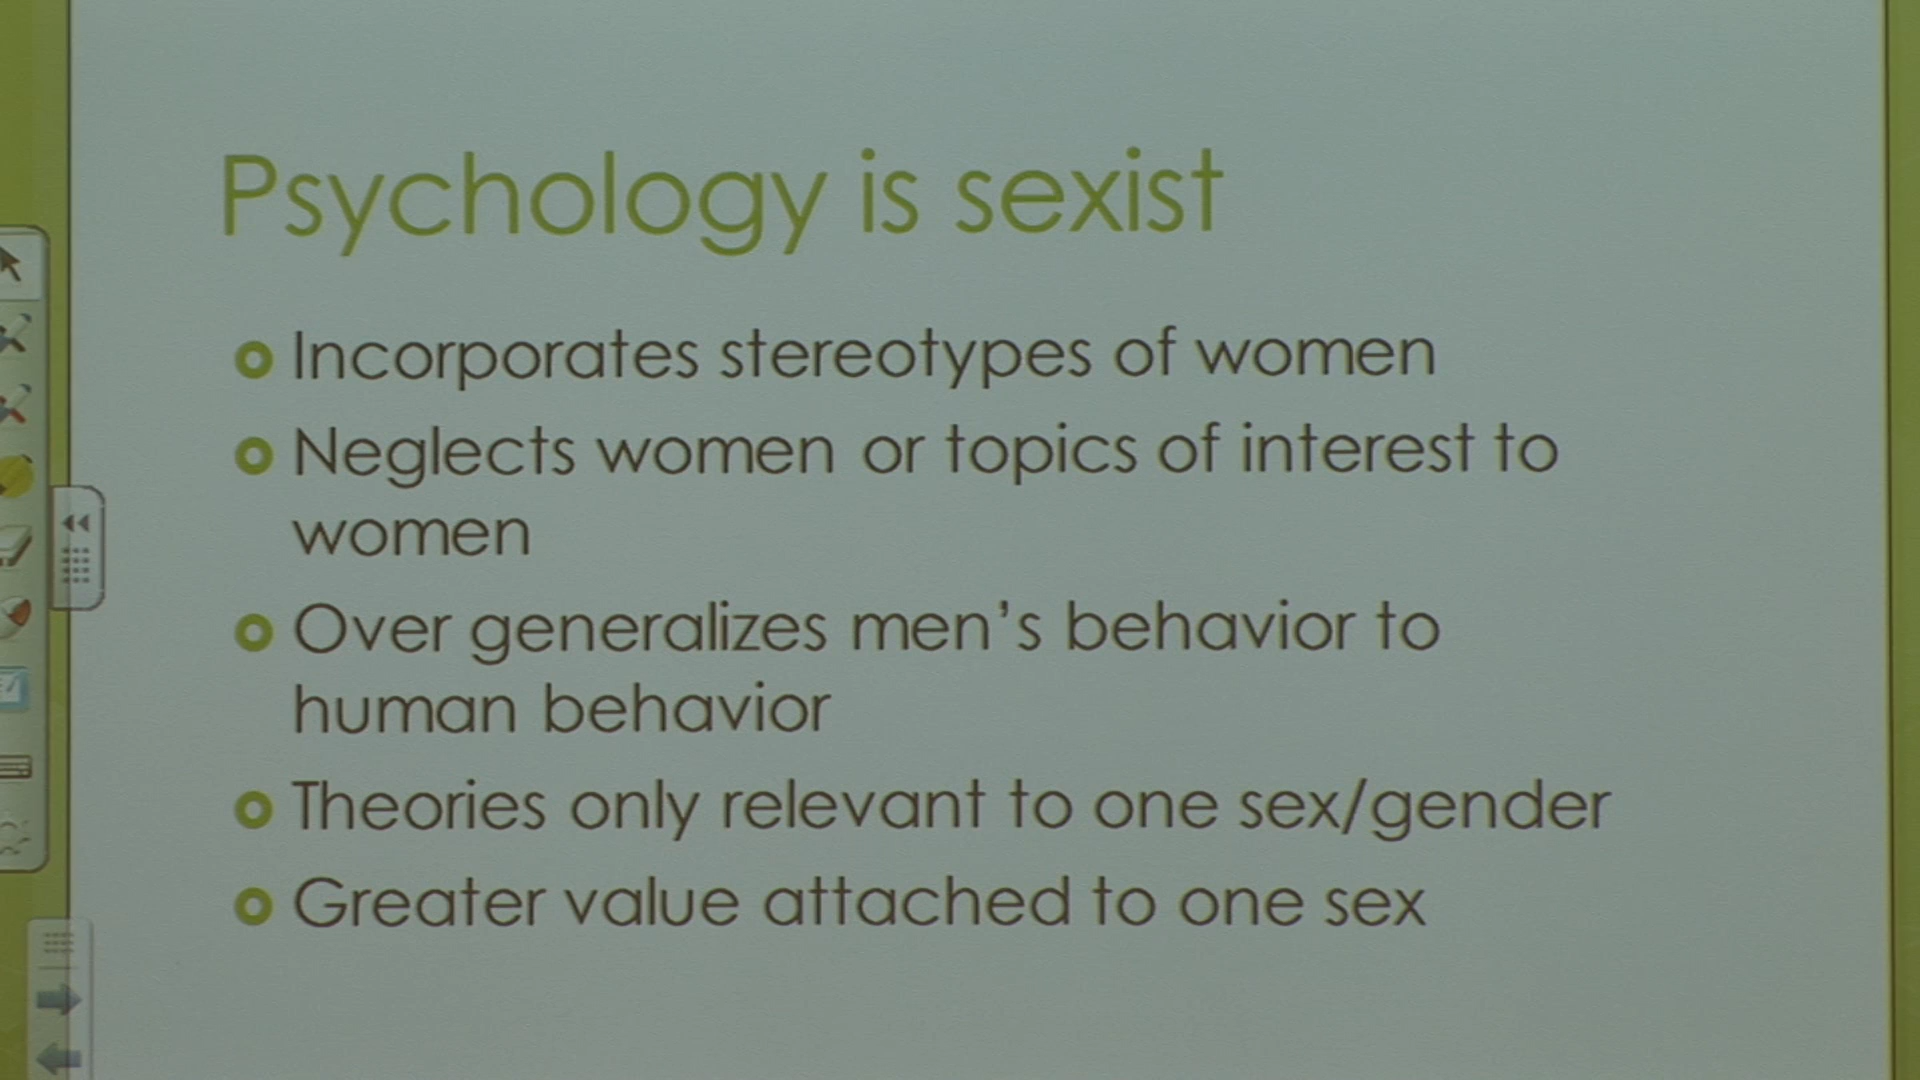 Psychology is sexist
Incorporates stereotypes of women
Neglects women or topics of interest to
women
Over generalizes men's behavior to
human behavior
Theories only relevant to one sex/gender
Greater value attached to one sex